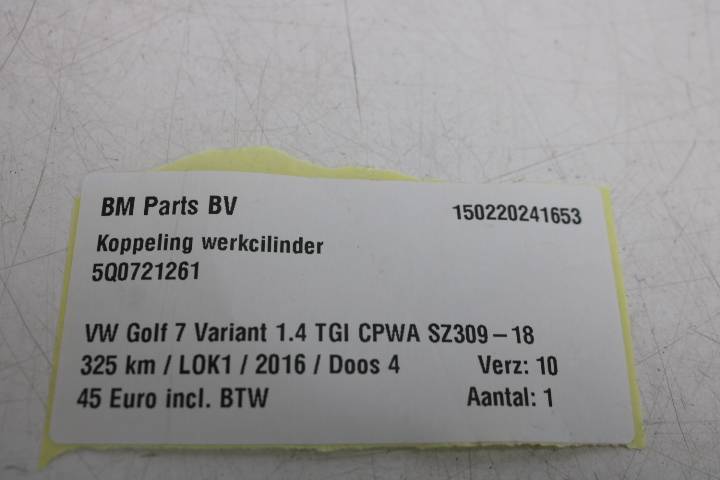 BM Parts BV 150220241653
Koppeling werkcilinder
5Q0721261
VW Golf 7 Variant 1.4 TGI CPWA SZ309-18
325 km / LOK1 / 2016 / Doos 4 Verz: 10
45 Euro incl. BTW Aantal: 1